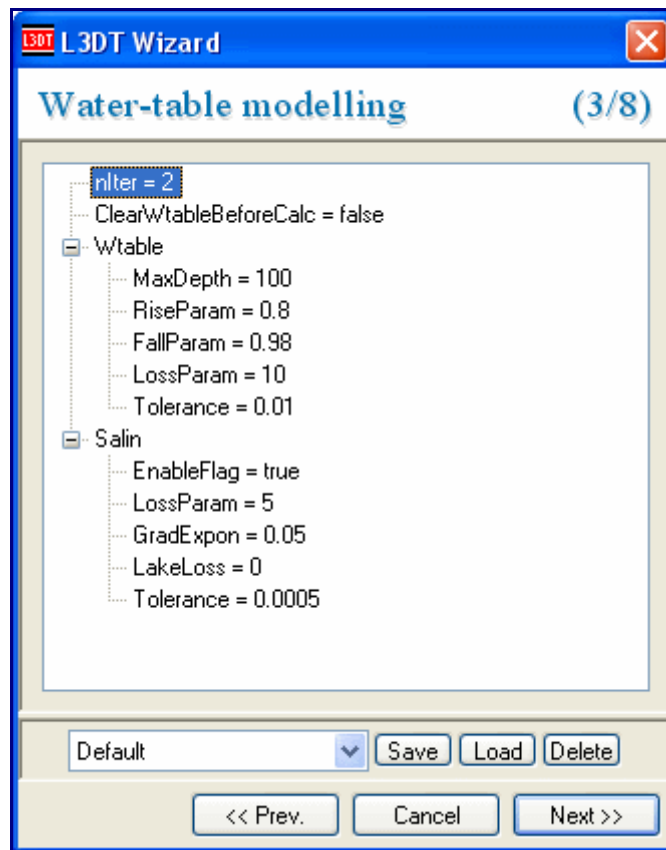 L3DT L3DT Wizard
Water-table modelling (3/8)
nIter = 2
ClearWtableBeforeCalc = false
Wtable
MaxDepth = 100
RiseParam = 0.8
FallParam = 0.98
LossParam = 10
Tolerance = 0.01
Salin
EnableFlag = true
LossParam = 5
GradExpon = 0.05
LakeLoss = 0
Tolerance = 0.0005
Default Save Load Delete
<< Prev. Cancel Next >>